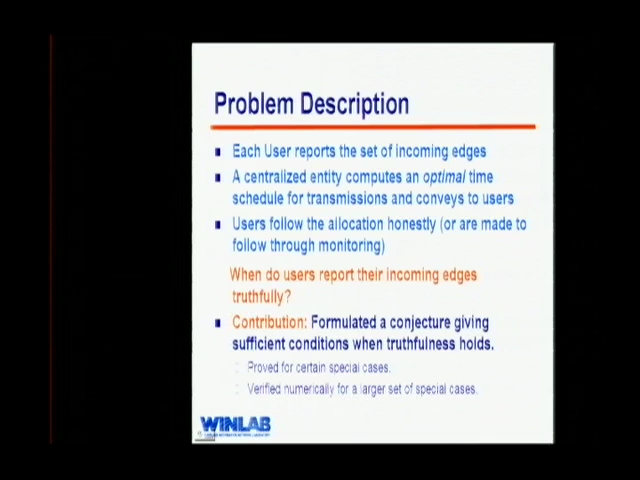 Problem Description
Each User reports the set of incoming edges
A centralized entity computes an optimal time
schedule for transmissions and conveys to users
Users follow the allocation honestly (or are made to
follow through monitoring)
When do users report their incoming edges
truthfully?
Contribution: Formulated a conjecture giving
sufficient conditions when truthfulness holds.
Proved for certain special cases.
Verified numerically for a larger set of special cases.
WINLAB